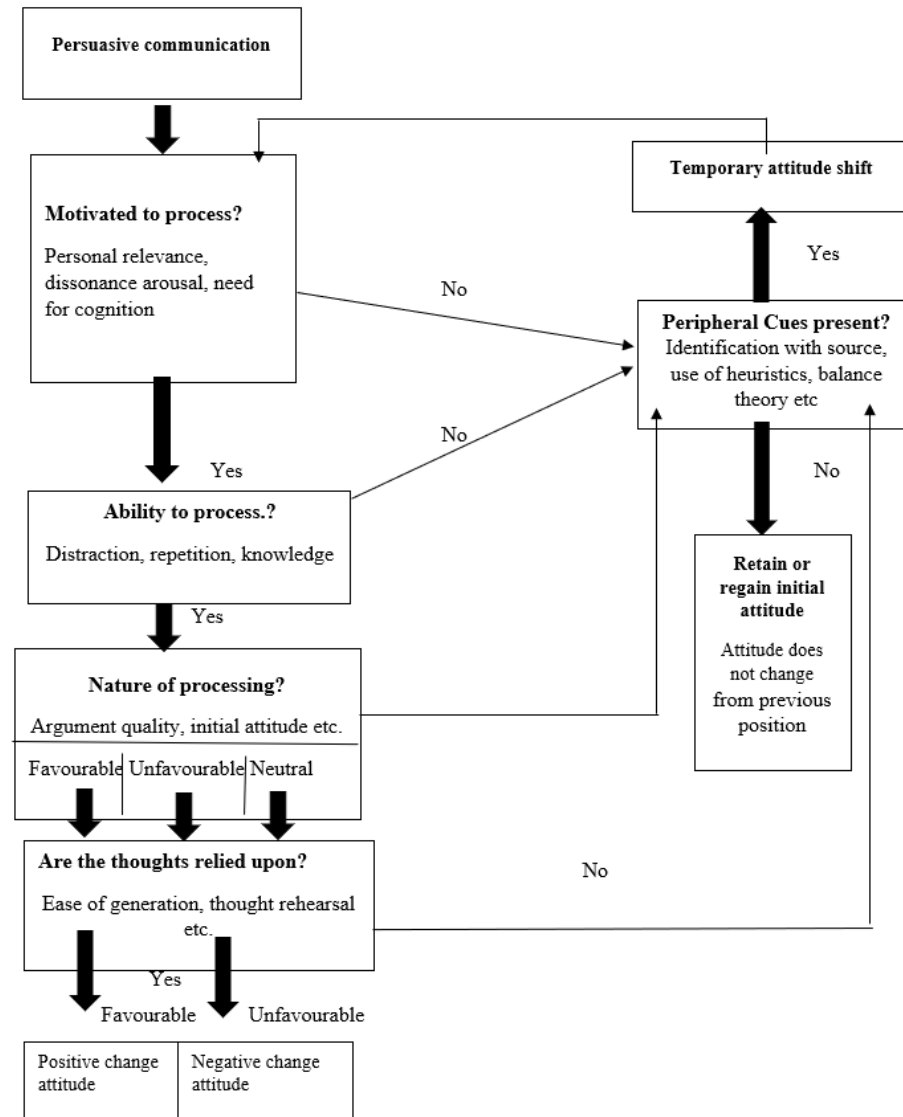 Persuasive communication
Motivated to process?
Personal relevance,
dissonance arousal, need
for cognition
No
Yes
Ability to process.?
Distraction, repetition, knowledge
No
Yes
Nature of processing?
Argument quality, initial attitude etc.
Favourable Unfavourable Neutral
Are the thoughts relied upon?
Ease of generation, thought rehearsal
etc.
No
Yes
Favourable Unfavourable
Positive change
attitude
Negative change
attitude
Temporary attitude shift
Yes
Peripheral Cues present?
Identification with source,
use of heuristics, balance
theory etc
No
Retain or
regain initial
attitude
Attitude does
not change
from previous
position